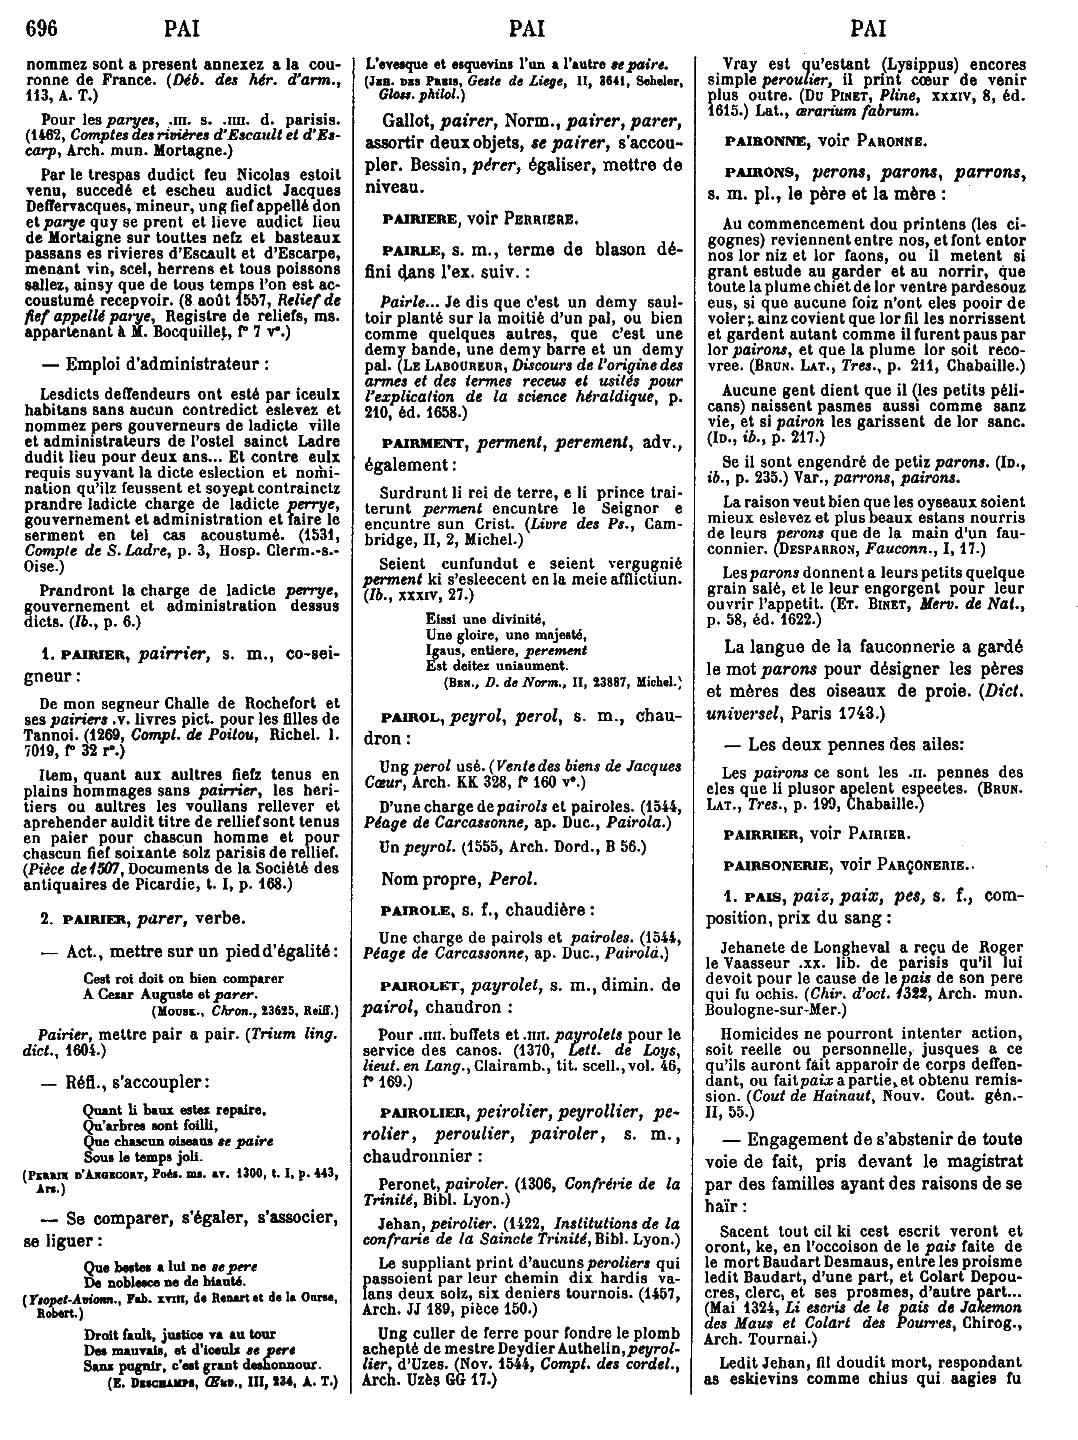 696 PAI PAI PAI
nommez sont a present annexez a la cou-
ronne de France. (Déb. des hér. d'arm.,
113, A. T.)
Pour les paryes, .III. s. .IIII. d. parisis.
(1462, Comptes des rivières d'Escault et d'Es-
carp, Arch. mun. Mortagne.)
Par le trespas dudict feu Nicolas estoit
venu, succedé et escheu audict Jacques
Deffervacques, mineur, ung fief appellé don
et parye quy se prent et lieve audict lieu
de Mortaigne sur touttes nefz et basteaux
passans es rivieres d'Escault et d'Escarpe,
menant vin, scel, herrens et tous poissons
sallez, ainsy que de tous temps l'on est ac-
coustumé recepvoir. (8 août 1557, Relief de
fief appellé parye, Registre de reliefs, ms.
appartenant à M. Bocquillet, f° 7 v°.)
— Emploi d'administrateur :
Lesdicts deffendeurs ont esté par iceulx
habitans sans aucun contredict eslevez et
nommez pers gouverneurs de ladicte ville
et administrateurs de l'ostel sainct Ladre
dudit lieu pour deux ans... Et contre eulx
requis suyvant la dicte eslection et nomi-
nation qu'ilz feussent et soyent contrainctz
prandre ladicte charge de ladicte perrye,
gouvernement et administration et faire le
serment en tel cas acoustumé. (1531,
Compte de S. Ladre, p. 3, Hosp. Clerm.-s.-
Oise.)
Prandront la charge de ladicte perrye,
gouvernement et administration dessus
dicts. (Ib., p. 6.)
1. PAIRIER, pairrier, s. m., co-sei-
gneur :
De mon segneur Challe de Rochefort et
ses pairiers .v. livres pict. pour les filles de
Tannoi. (1269, Compt. de Poitou, Richel. l.
7019, f° 32 r°.)
Item, quant aux aultres fiefz tenus en
plains hommages sans pairrier, les heri-
tiers ou aultres les voullans rellever et
aprehender auldit titre de relliefsont tenus
en paier pour chascun homme et pour
chascun fief soixante solz parisis de rellief.
(Pièce de 1507, Documents de la Société des
antiquaires de Picardie, t. I, p. 168.)
2. PAIRIER, parer, verbe.
— Act., mettre sur un pied d'égalité :
Cest roi doit on bien comparer
A Cesar Auguste et parer.
(MOUSK., Chron., 23625, Reiff.)
Pairier, mettre pair a pair. (Trium ling.
dict., 1604.)
— Réfl., s'accoupler :
Quant li bauz estez repaire,
Qu'arbres sont foilli,
Que chascun oiseaus se paire
Sous le temps joli.
(PERRIN D'ANGECORT, Poés. ms. av. 1300, t. I, p. 443,
Ars.)
— Se comparer, s'égaler, s'associer,
se liguer :
Que bestes a lui ne se pere
De noblesce ne de biauté.
(Ysopet-Avionn., Fab. XVIII, de Renart et de la Ourse,
Robert.)
Droit fault, justice va au tour
Des mauvais, et d'iceulx se pere
Sanz pugnir, c'est grant deshonnour.
(E. DESCHAMPS, Œuv., III, 234, A. T.)
L'evesque et esquevins l'un a l'autre se paire.
(JEH. DES PREIS, Geste de Liege, II, 3641, Scheler,
Gloss. philol.)
Gallot, pairer, Norm., pairer, parer,
assortir deux objets, se pairer, s'accou-
pler. Bessin, pérer, égaliser, mettre de
niveau.
PAIRIERE, voir PERRIERE.
PAIRLE, s. m., terme de blason dé-
fini dans l'ex. suiv. :
Pairle... Je dis que c'est un demy saul-
toir planté sur la moitié d'un pal, ou bien
comme quelques autres, que c'est une
demy bande, une demy barre et un demy
pal. (LE LABOUREUR, Discours de l'origine des
armes et des termes receus et usités pour
l'explication de la science héraldique, p.
210, éd. 1658.)
PAIRMENT, perment, perement, adv.,
également :
Surdrunt li rei de terre, e li prince trai-
terunt perment encuntre le Seignor e
encuntre sun Crist. (Livre des Ps., Cam-
bridge, II, 2, Michel.)
Seient cunfundut e seient vergugnié
perment ki s'esleecent en la meie afflictiun.
(Ib., XXXIV, 27.)
Eissi une divinité,
Une gloire, une majesté,
Igaus, entiere, perement
Est deitez uniaument.
(BEN., D. de Norm., II, 23887, Michel.)
PAIROL, peyrol, perol, s. m., chau-
dron :
Ung perol usé. (Vente des biens de Jacques
Cœur, Arch. KK 328, f° 160 v°.)
D'une charge de pairols et pairoles. (1544,
Péage de Carcassonne, ap. Duc., Pairola.)
Un peyrol. (1555, Arch. Dord., B 56.)
Nom propre, Perol.
PAIROLE, s. f., chaudière :
Une charge de pairols et pairoles. (1544,
Péage de Carcassonne, ap. Duc., Pairola.)
PAIROLET, payrolet, s. m., dimin. de
pairol, chaudron :
Pour .IIII. buffets et .IIII. payrolets pour le
service des canos. (1370, Lett. de Loys,
lieut. en Lang., Clairamb., tit. scell., vol. 46,
f° 169.)
PAIROLIER, peirolier, peyrollier, pe-
rolier, peroulier, pairoler, s. m.,
chaudronnier :
Peronet, pairoler. (1306, Confrérie de la
Trinité, Bibl. Lyon.)
Jehan, peirolier. (1422, Institutions de la
confrarie de la Saincte Trinité, Bibl. Lyon.)
Le suppliant print d'aucuns peroliers qui
passoient par leur chemin dix hardis va-
lans deux solz, six deniers tournois. (1457,
Arch. JJ 189, pièce 150.)
Ung culler de ferre pour fondre le plomb
achepté de mestre Deydier Authelin, peyrol-
lier, d'Uzes. (Nov. 1544, Compt. des cordel.,
Arch. Uzès GG 17.)
Vray est qu'estant (Lysippus) encores
simple peroulier, il print cœur de venir
plus outre. (DU PINET, Pline, XXXIV, 8, éd.
1615.) Lat., ærarium fabrum.
PAIRONNE, voir PARONNE.
PAIRONS, perons, parons, parrons,
s. m. pl., le père et la mère :
Au commencement dou printens (les ci-
gognes) reviennent entre nos, et font entor
nos lor niz et lor faons, ou il metent si
grant estude au garder et au norrir, que
toute la plume chiet de lor ventre pardesouz
eus, si que aucune foiz n'ont eles pooir de
voler ; ainz covient que lor fil les norrissent
et gardent autant comme il furent paus par
lor pairons, et que la plume lor soit reco-
vree. (BRUN. LAT., Tres., p. 211, Chabaille.)
Aucune gent dient que il (les petits péli-
cans) naissent pasmes aussi comme sanz
vie, et si pairon les garissent de lor sanc.
(ID., ib., p. 217.)
Se il sont engendré de petiz parons. (ID.,
ib., p. 235.) Var., parrons, pairons.
La raison veut bien que les oyseaux soient
mieux eslevez et plus beaux estans nourris
de leurs perons que de la main d'un fau-
connier. (DESPARRON, Fauconn., I, 17.)
Les parons donnent a leurs petits quelque
grain salé, et le leur engorgent pour leur
ouvrir l'appetit. (ET. BINET, Merv. de Nat.,
p. 58, éd. 1622.)
La langue de la fauconnerie a gardé
le mot parons pour désigner les pères
et mères des oiseaux de proie. (Dict.
universel, Paris 1743.)
— Les deux pennes des ailes:
Les pairons ce sont les .II. pennes des
eles que li plusor apelent espeetes. (BRUN.
LAT., Tres., p. 199, Chabaille.)
PAIRRIER, voir PAIRIER.
PAIRSONERIE, voir PARÇONERIE..
1. PAIS, paiz, paix, pes, s. f., com-
position, prix du sang :
Jehanete de Longheval a reçu de Roger
le Vaasseur .xx. lib. de parisis qu'il lui
devoit pour le cause de le pais de son pere
qui fu ochis. (Chir. d'oct. 1322, Arch. mun.
Boulogne-sur-Mer.)
Homicides ne pourront intenter action,
soit reelle ou personnelle, jusques a ce
qu'ils auront fait apparoir de corps deffen-
dant, ou fait paix a partie, et obtenu remis-
sion. (Cout de Hainaut, Nouv. Cout. gén.-
II, 55.)
— Engagement de s'abstenir de toute
voie de fait, pris devant le magistrat
par des familles ayant des raisons de se
haïr :
Sacent tout cil ki cest escrit veront et
oront, ke, en l'occoison de le pais faite de
le mort Baudart Desmaus, entre les proisme
ledit Baudart, d'une part, et Colart Depou-
cres, clerc, et ses prosmes, d'autre part...
(Mai 1324, Li escris de le pais de Jakemon
des Maus et Colart des Pourres, Chirog.,
Arch. Tournai.)
Ledit Jehan, fil doudit mort, respondant
as eskievins comme chius qui aagies fu